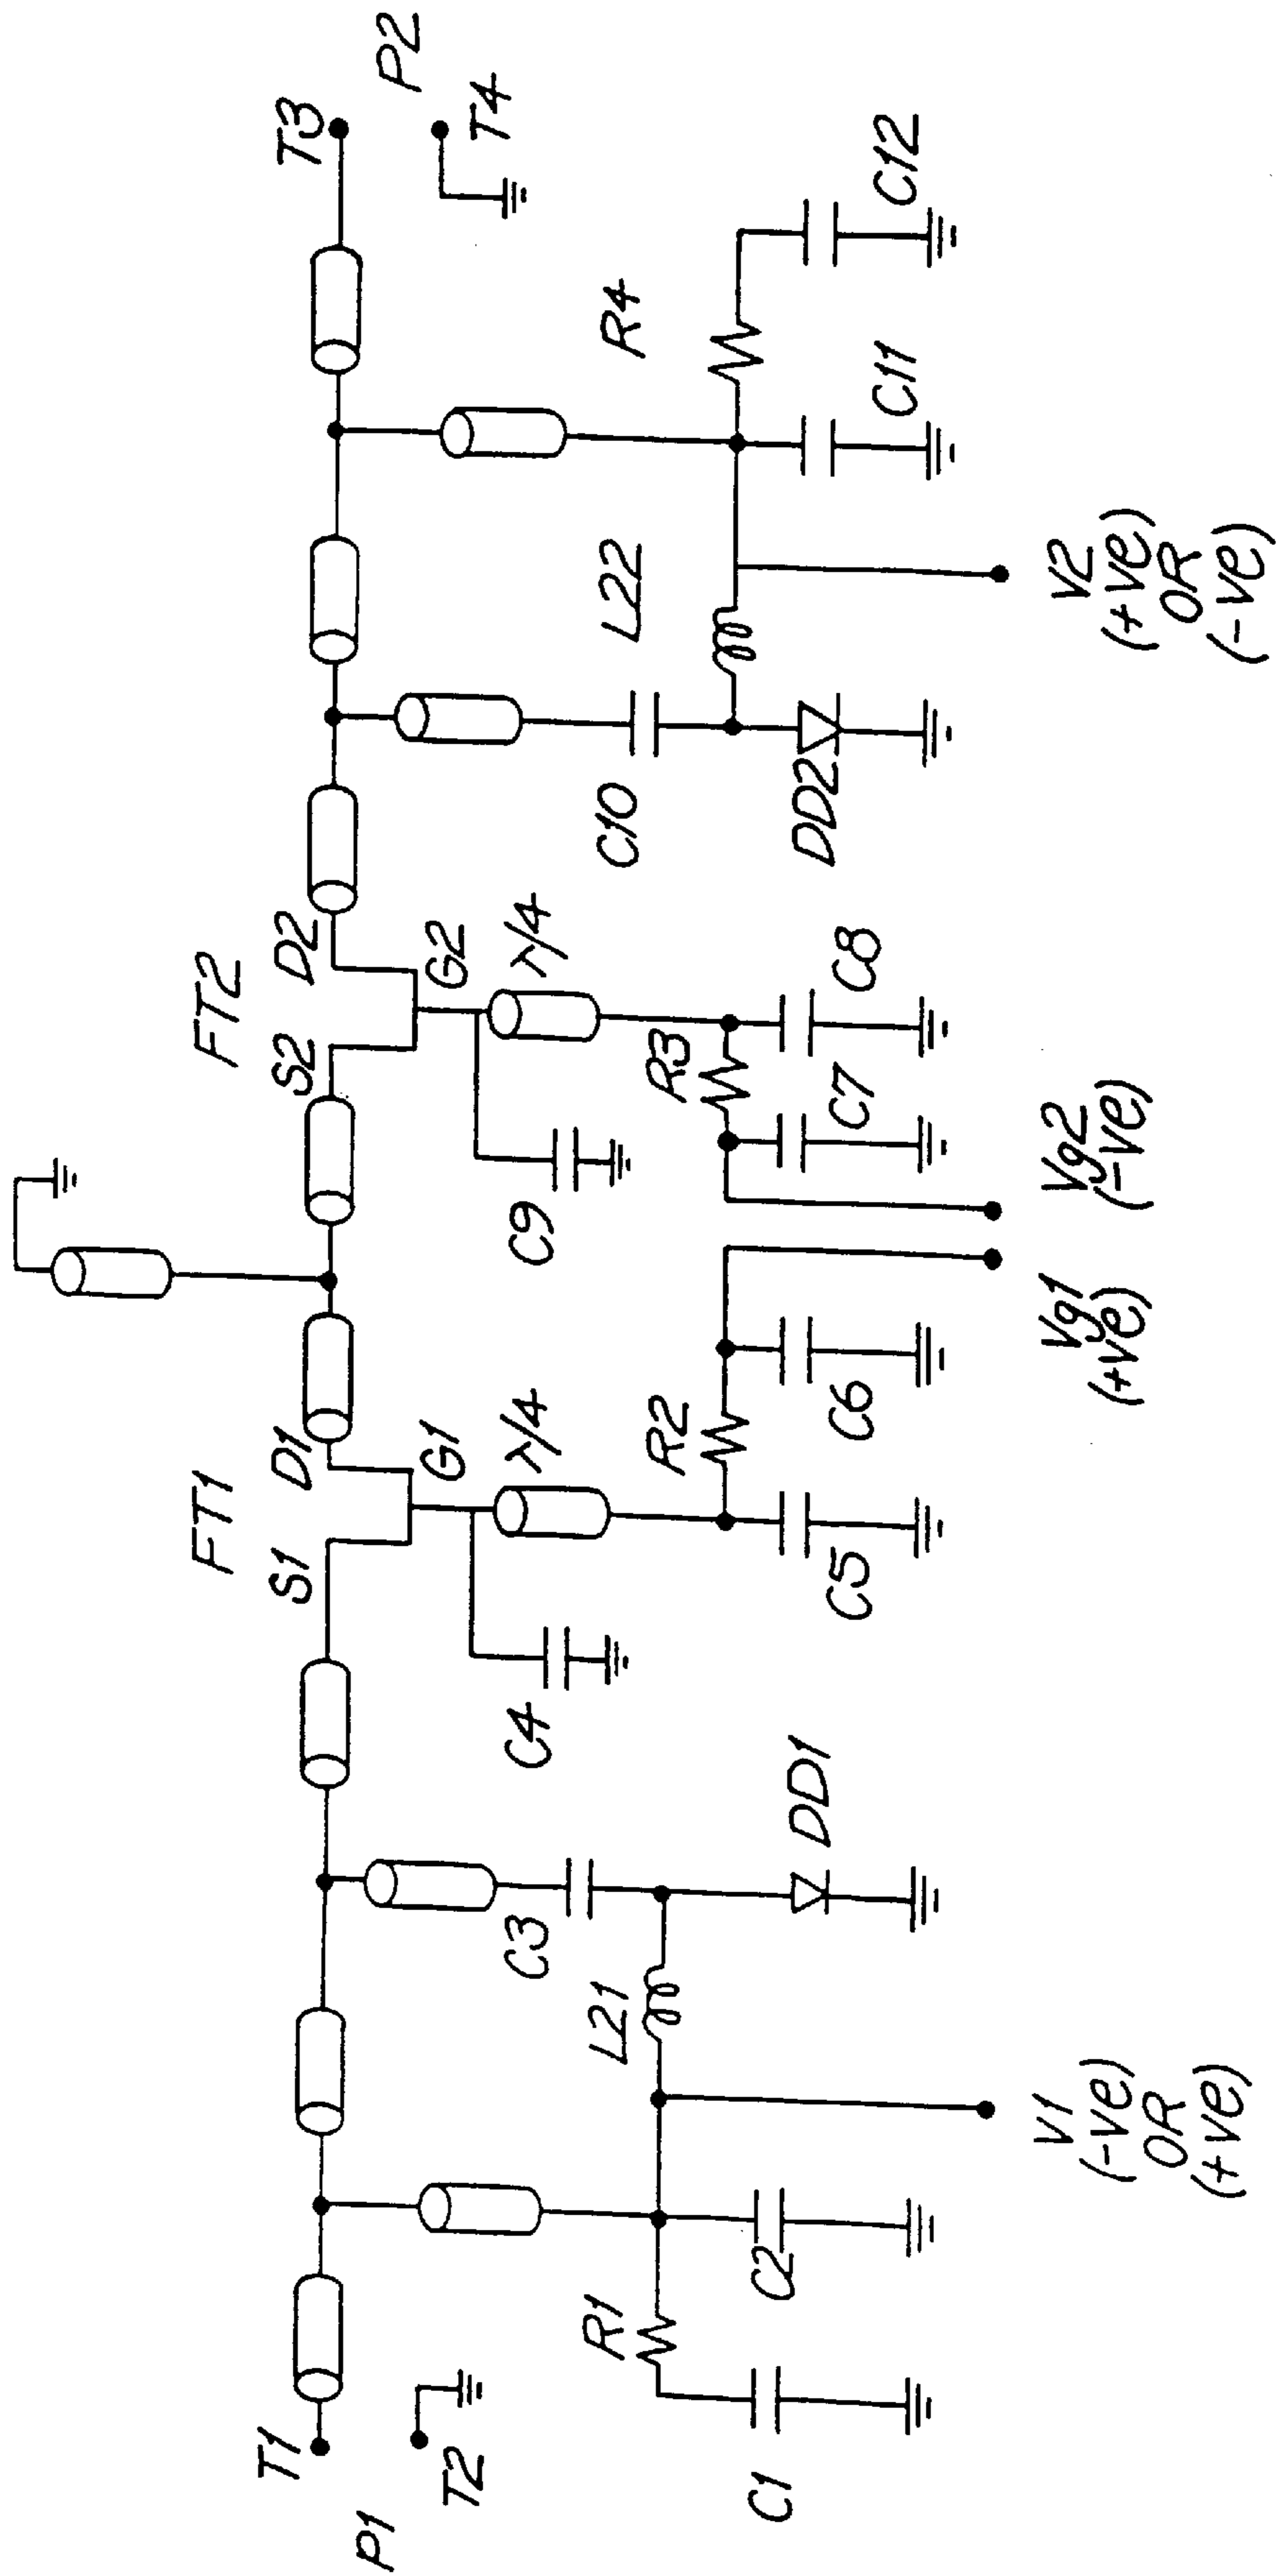 T1
P1
T2
R1
C1
C2
V1
(-ve)
OR
(+ve)
L21
C3
DD1
FT1
S1
D1
G1
C4
λ/4
C5
R2
C6
Vg1
(+ve)
FT2
S2
D2
G2
C9
λ/4
R3
C7
C8
Vg2
(-ve)
C10
L22
DD2
V2
(+ve)
OR
(-ve)
R4
C11
C12
T3
P2
T4